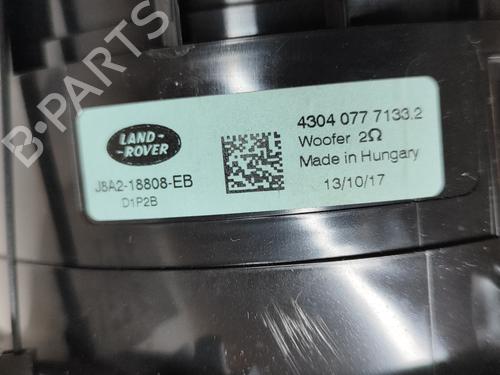 B-PARTS
LAND-
-ROVER
J8A2-18808-EB
D1P2B
4304 077 7133.2
Woofer 2Ω
Made in Hungary
13/10/17